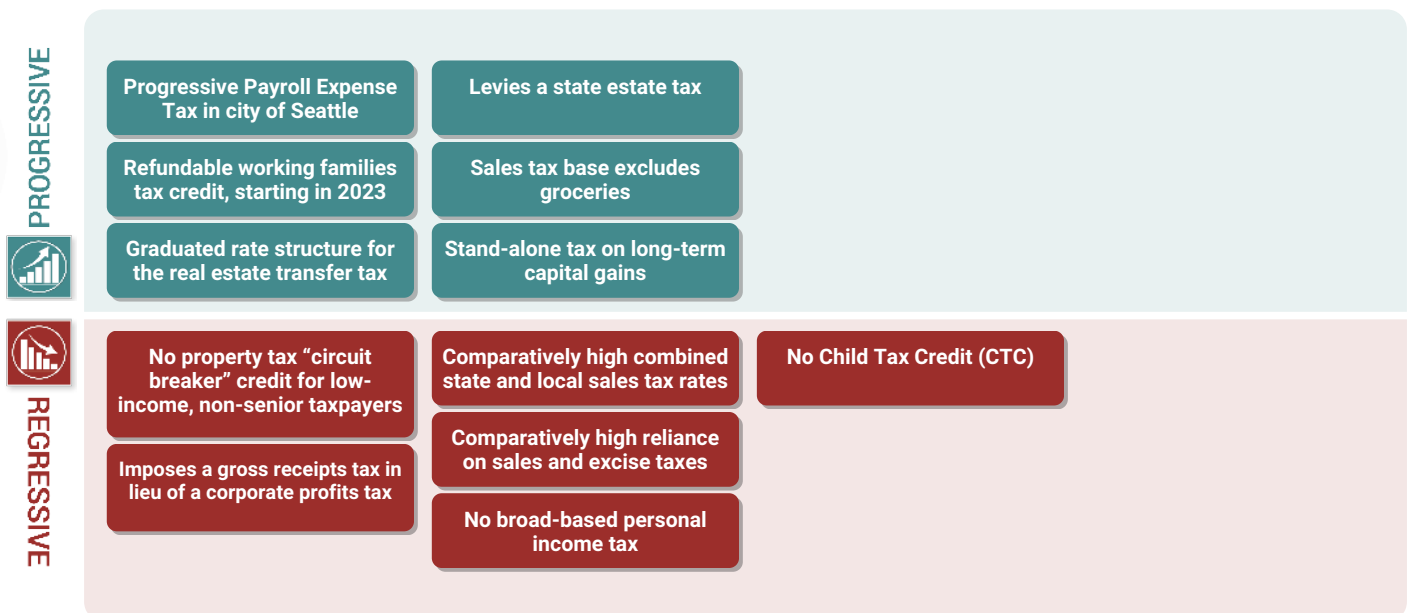 PROGRESSIVE
Progressive Payroll Expense
Tax in city of Seattle
Refundable working families
tax credit, starting in 2023
Graduated rate structure for
the real estate transfer tax
Levies a state estate tax
Sales tax base excludes
groceries
Stand-alone tax on long-term
capital gains
REGRESSIVE
No property tax “circuit
breaker” credit for low-
income, non-senior taxpayers
Imposes a gross receipts tax in
lieu of a corporate profits tax
Comparatively high combined
state and local sales tax rates
Comparatively high reliance
on sales and excise taxes
No broad-based personal
income tax
No Child Tax Credit (CTC)